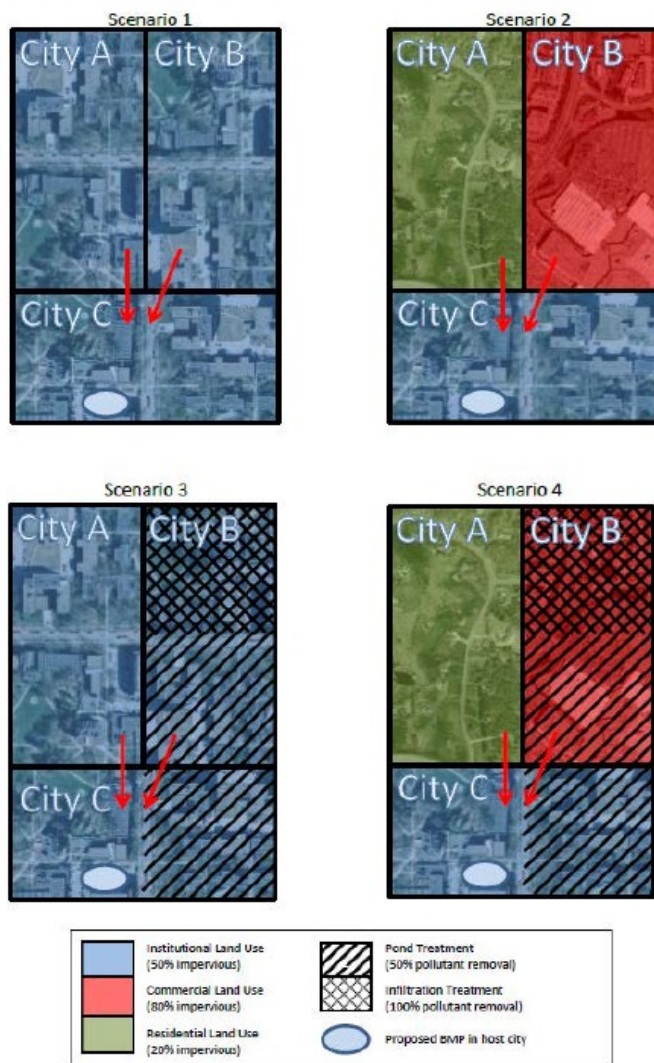 Scenario 1
Scenario 2
City A
City B
City A
City B
City C
City C
Scenario 3
Scenario 4
City A
City B
City A
City B
City C
City C
Institutional Land Use
(50% impervious)
Pond Treatment
(50% pollutant removal)
Commercial Land Use
(80% impervious)
Infiltration Treatment
(100% pollutant removal)
Residential Land Use
(20% impervious)
Proposed BMP in host city